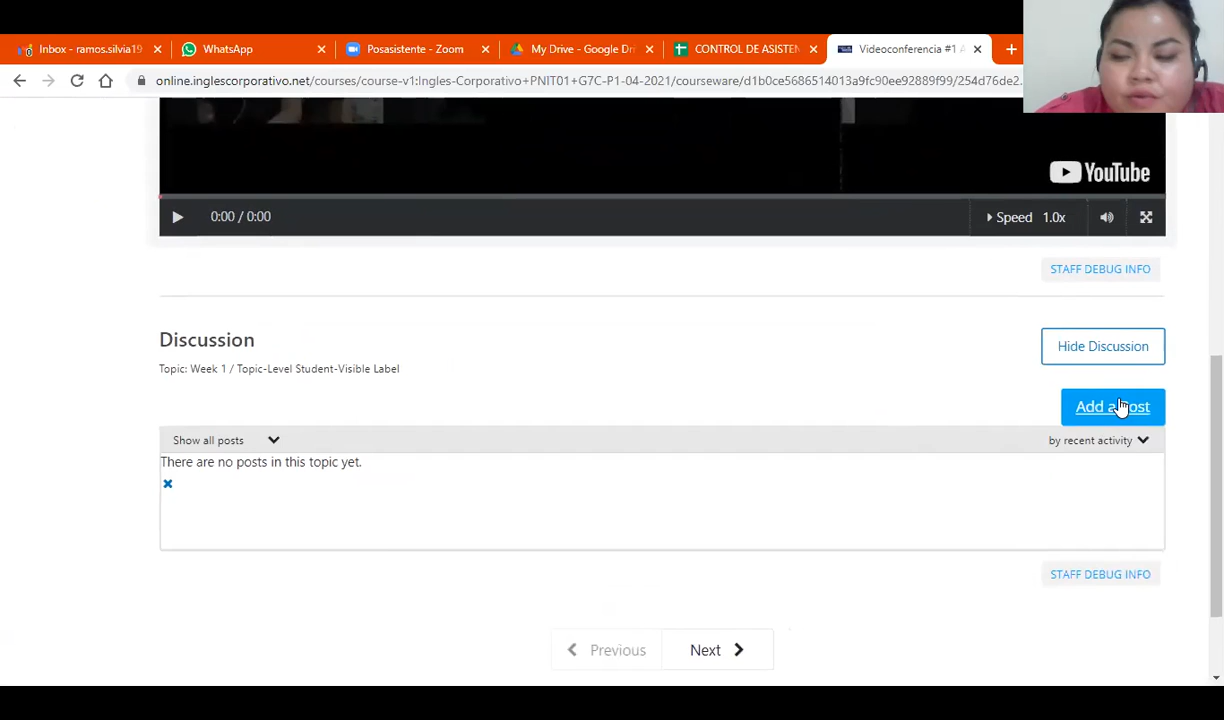 Inbox - ramos.silvia19
WhatsApp
Posasistente - Zoom
My Drive - Google Dri
CONTROL DE ASISTEN
Videoconferencia #1 A
online.inglescorporativo.net/courses/course-v1:Ingles-Corporativo+PNIT01+G7C-P1-04-2021/courseware/d1b0ce5686514013a9fc90ee92889f99/254d76de2...
YouTube
0:00 / 0:00
Speed 1.0x
STAFF DEBUG INFO
Discussion
Hide Discussion
Topic: Week 1 / Topic-Level Student-Visible Label
Add a Post
Show all posts
by recent activity
There are no posts in this topic yet.
STAFF DEBUG INFO
Previous
Next